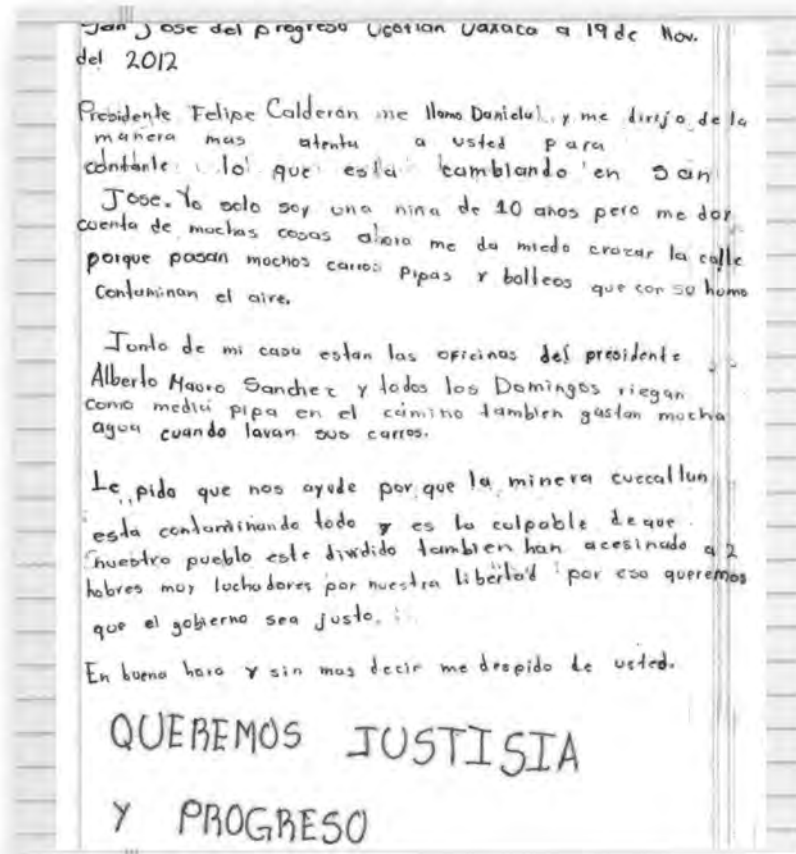 San Jose del progreso Ocotlan Oaxaca a 19 de Nov.
del 2012
Presidente Felipe Calderon me llamo Daniela y me dirijo de la
manera mas atenta a usted para
contarle lo que esta cambiando en San
Jose. Yo solo soy una nina de 10 anos pero me doy
cuenta de muchas cosas ahora me da miedo cruzar la calle
porque pasan mochos carros Pipas y bolteos que con su humo
Contaminan el aire.
Junto de mi casa estan las oficinas del presidente
Alberto Mauro Sanchez y todos los Domingos riegan
como media pipa en el camino tambien gastan mucha
agua cuando lavan sus carros.
Le pido que nos ayude por que la minera cuzcatlun
esta contaminando todo y es la culpable de que
nuestro pueblo este dividido tambien han acesinado a 2
hobres muy luchadores por nuestra libertad por eso queremos
que el gobierno sea justo.
En buena hora y sin mas decir me despido de usted.
QUEREMOS JUSTISIA
Y PROGRESO